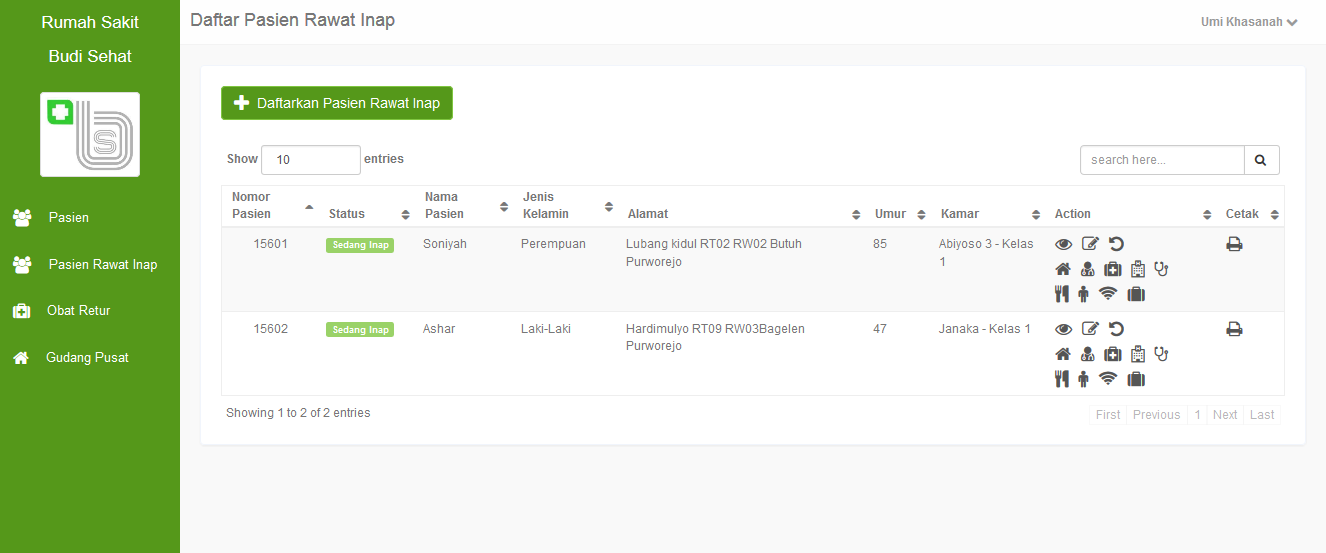 Rumah Sakit
Budi Sehat
Pasien
Pasien Rawat Inap
Obat Retur
Gudang Pusat
Daftar Pasien Rawat Inap
Umi Khasanah
Daftarkan Pasien Rawat Inap
Show 10 entries
search here...
Nomor Pasien Status Nama Pasien Jenis Kelamin Alamat Umur Kamar Action Cetak
15601 Sedang Inap Soniyah Perempuan Lubang kidul RT02 RW02 Butuh 85 Abiyoso 3 - Kelas
Purworejo 1
15602 Sedang Inap Ashar Laki-Laki Hardimulyo RT09 RW03Bagelen 47 Janaka - Kelas 1
Purworejo
Showing 1 to 2 of 2 entries
First Previous 1 Next Last